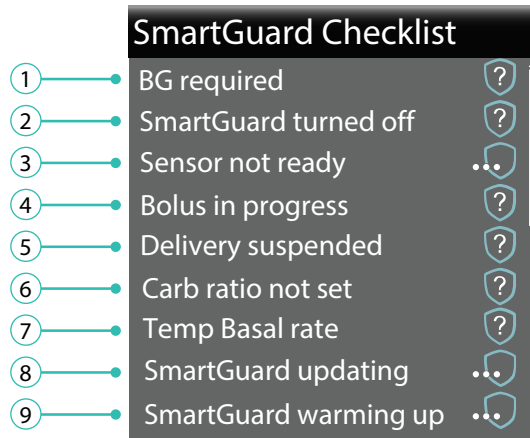 SmartGuard Checklist
1 BG required ?
2 SmartGuard turned off ?
3 Sensor not ready ...
4 Bolus in progress ?
5 Delivery suspended ?
6 Carb ratio not set ?
7 Temp Basal rate ?
8 SmartGuard updating ...
9 SmartGuard warming up ...